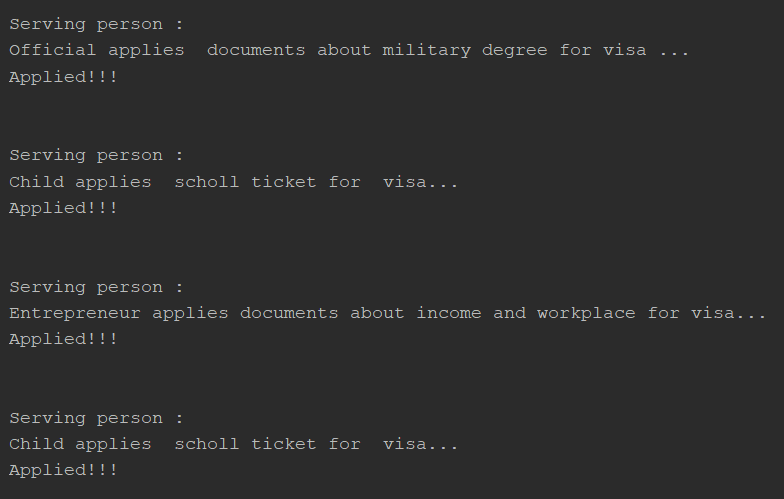 Serving person :
Official applies  documents about military degree for visa ...
Applied!!!
Serving person :
Child applies  scholl ticket for  visa...
Applied!!!
Serving person :
Entrepreneur applies documents about income and workplace for visa...
Applied!!!
Serving person :
Child applies  scholl ticket for  visa...
Applied!!!